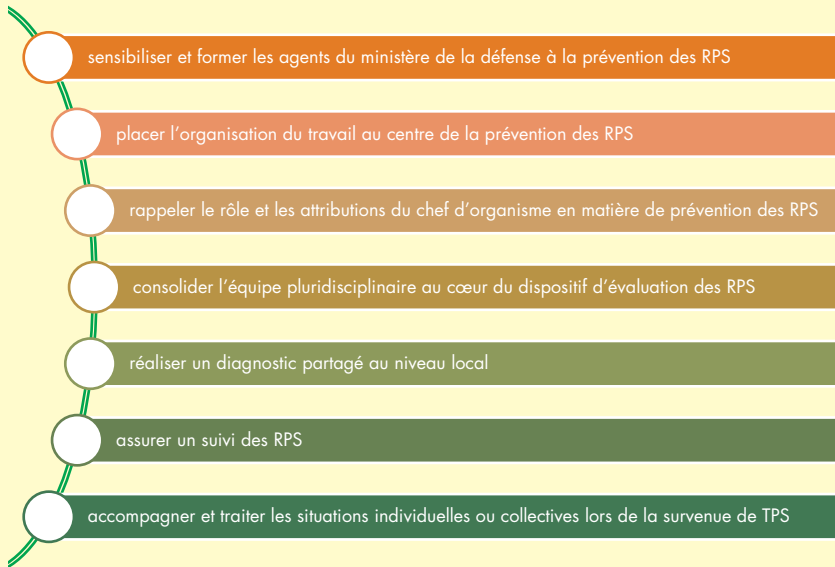 sensibiliser et former les agents du ministère de la défense à la prévention des RPS
placer l'organisation du travail au centre de la prévention des RPS
rappeler le rôle et les attributions du chef d'organisme en matière de prévention des RPS
consolider l'équipe pluridisciplinaire au cœur du dispositif d'évaluation des RPS
réaliser un diagnostic partagé au niveau local
assurer un suivi des RPS
accompagner et traiter les situations individuelles ou collectives lors de la survenue de TPS